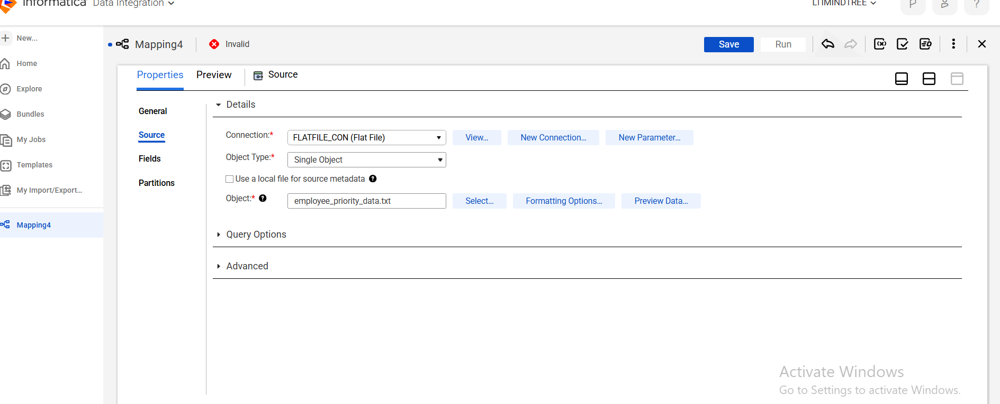 Informatica Data Integration
LTIMINDTREE
?
New...
Home
Explore
Bundles
My Jobs
Templates
My Import/Export...
Mapping4
Mapping4 Invalid
Save Run
Properties Preview Source
General
Source
Fields
Partitions
Details
Connection:* FLATFILE_CON (Flat File) View... New Connection... New Parameter...
Object Type:* Single Object
Use a local file for source metadata ?
Object:* ? employee_priority_data.txt Select... Formatting Options... Preview Data...
Query Options
Advanced
Activate Windows
Go to Settings to activate Windows.